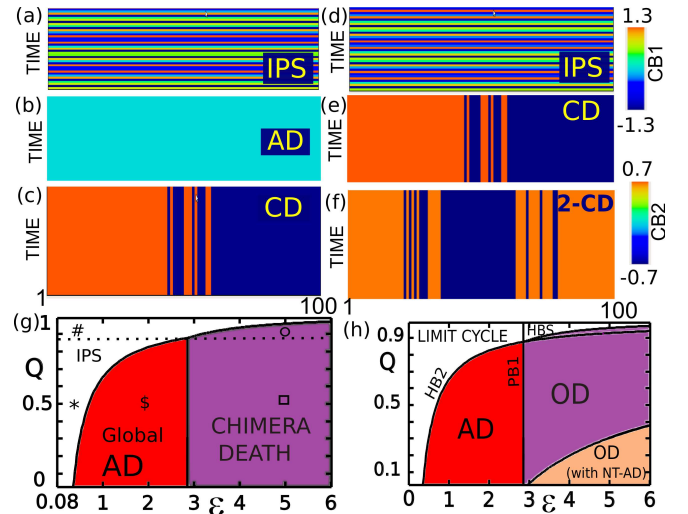 (a)
TIME
IPS
(b)
TIME
AD
(c)
TIME
CD
1
100
(d)
TIME
IPS
1.3
CB1
-1.3
(e)
TIME
CD
0.7
CB2
-0.7
(f)
TIME
2-CD
1
100
(g)
1
Q
0.5
0
#
IPS
*
$
Global
AD
CHIMERA
DEATH
0.08 1 2 3 4 5 6
ε
(h)
0.9
Q
0.5
0.1
LIMIT CYCLE
HBS
HB2
PB1
AD
OD
OD
(with NT-AD)
0 1 2 3 4 5 6
ε